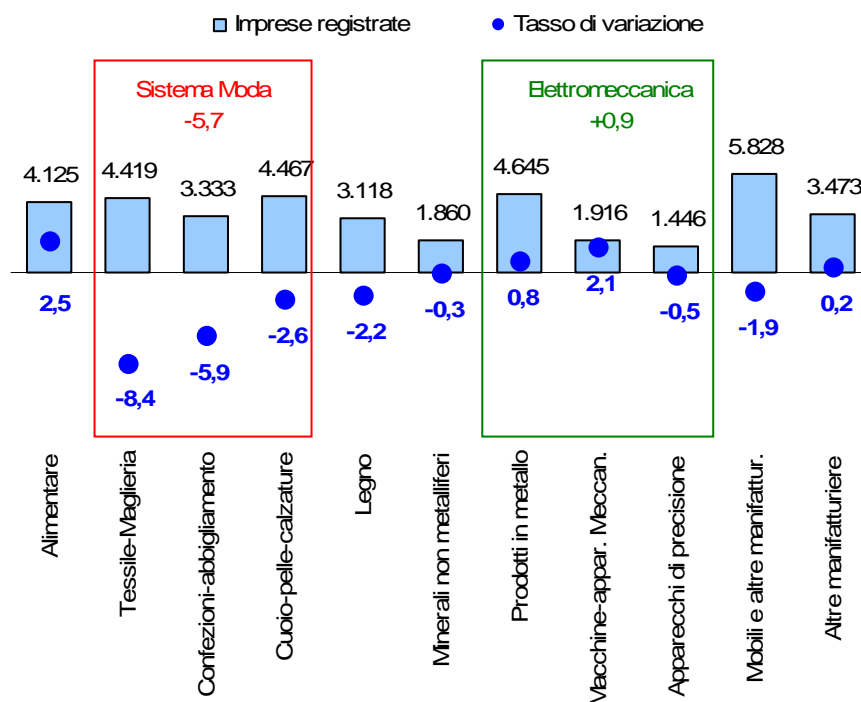 Imprese registrate
Tasso di variazione
Sistema Moda
-5,7
Elettromeccanica
+0,9
4.125
4.419
3.333
4.467
3.118
1.860
4.645
1.916
1.446
5.828
3.473
2,5
-8,4
-5,9
-2,6
-2,2
-0,3
0,8
2,1
-0,5
-1,9
0,2
Alimentare
Tessile-Maglieria
Confezioni-abbigliamento
Cuoio-pelle-calzature
Legno
Minerali non metalliferi
Prodotti in metallo
Macchine-appar. Meccan.
Apparecchi di precisione
Mobili e altre manifattur.
Altre manifatturiere